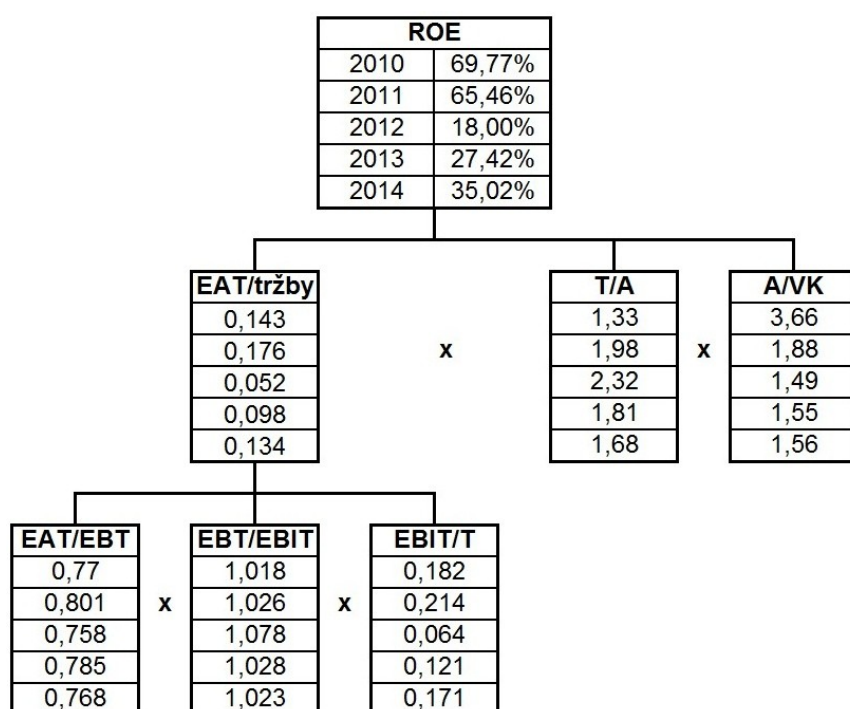 ROE
2010 69,77%
2011 65,46%
2012 18,00%
2013 27,42%
2014 35,02%
EAT/tržby T/A A/VK
0,143 1,33 3,66
0,176 x 1,98 x 1,88
0,052 2,32 1,49
0,098 1,81 1,55
0,134 1,68 1,56
EAT/EBT EBT/EBIT EBIT/T
0,77 1,018 0,182
0,801 x 1,026 x 0,214
0,758 1,078 0,064
0,785 1,028 0,121
0,768 1,023 0,171